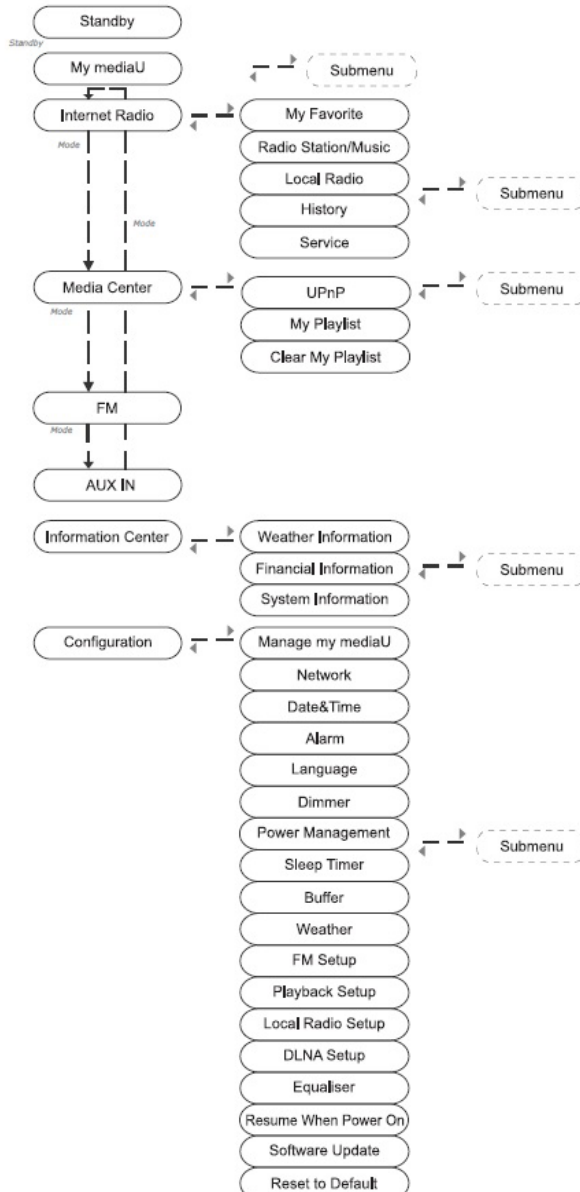 Standby
Standby
My mediaU
Submenu
Internet Radio
My Favorite
Mode
Radio Station/Music
Local Radio
Submenu
History
Mode
Service
Media Center
UPnP
Submenu
Mode
My Playlist
Clear My Playlist
FM
Mode
AUX IN
Information Center
Weather Information
Financial Information
Submenu
System Information
Configuration
Manage my mediaU
Network
Date&Time
Alarm
Language
Dimmer
Power Management
Submenu
Sleep Timer
Buffer
Weather
FM Setup
Playback Setup
Local Radio Setup
DLNA Setup
Equaliser
Resume When Power On
Software Update
Reset to Default